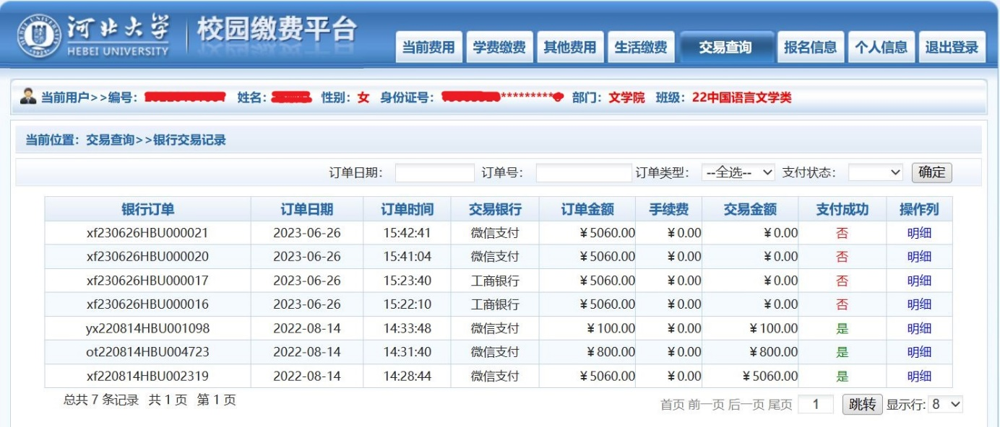 河北大学 校园缴费平台
HEBEI UNIVERSITY
当前费用 学费缴费 其他费用 生活缴费 交易查询 报名信息 个人信息 退出登录
当前用户>>编号: 姓名: 性别: 女 身份证号: ********* 部门: 文学院 班级: 22中国语言文学类
当前位置: 交易查询>>银行交易记录
订单日期: 订单号: 订单类型: --全选-- 支付状态: 确定
银行订单 订单日期 订单时间 交易银行 订单金额 手续费 交易金额 支付成功 操作列
xf230626HBU000021 2023-06-26 15:42:41 微信支付 ¥5060.00 ¥0.00 ¥0.00 否 明细
xf230626HBU000020 2023-06-26 15:41:04 微信支付 ¥5060.00 ¥0.00 ¥0.00 否 明细
xf230626HBU000017 2023-06-26 15:23:40 工商银行 ¥5060.00 ¥0.00 ¥0.00 否 明细
xf230626HBU000016 2023-06-26 15:22:10 工商银行 ¥5060.00 ¥0.00 ¥0.00 否 明细
yx220814HBU001098 2022-08-14 14:33:48 微信支付 ¥100.00 ¥0.00 ¥100.00 是 明细
ot220814HBU004723 2022-08-14 14:31:40 微信支付 ¥800.00 ¥0.00 ¥800.00 是 明细
xf220814HBU002319 2022-08-14 14:28:44 微信支付 ¥5060.00 ¥0.00 ¥5060.00 是 明细
总共 7 条记录 共 1 页 第 1 页 首页 前一页 后一页 尾页 1 跳转 显示行: 8